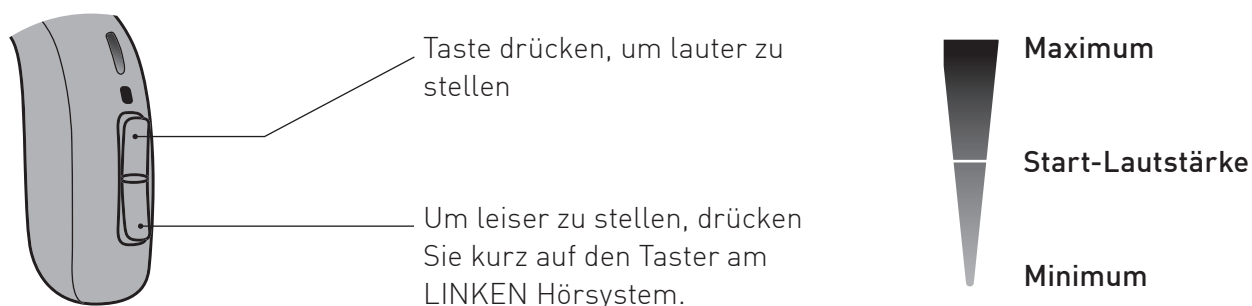 Taste drücken, um lauter zu
stellen
Um leiser zu stellen, drücken
Sie kurz auf den Taster am
LINKEN Hörsystem.
Maximum
Start-Lautstärke
Minimum